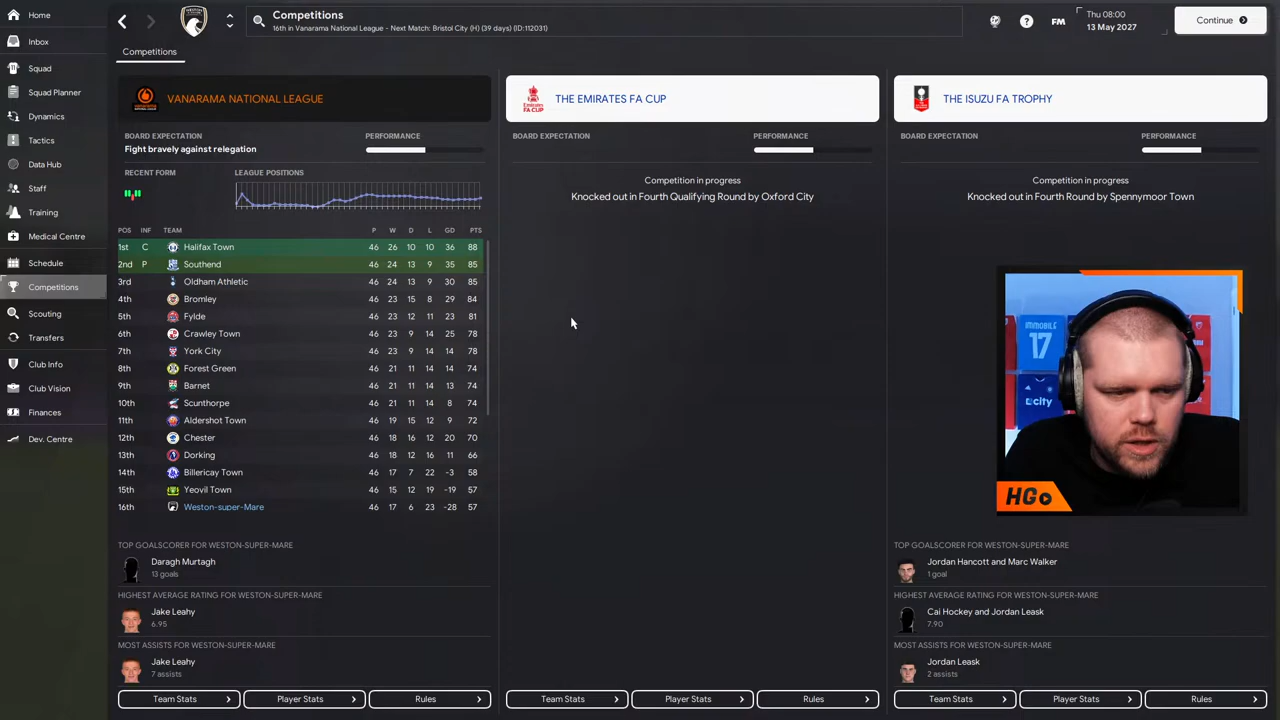 Home
Inbox
Squad
Squad Planner
Dynamics
Tactics
Data Hub
Staff
Training
Medical Centre
Schedule
Competitions
Scouting
Transfers
Club Info
Club Vision
Finances
Dev. Centre
Competitions
16th in Vanarama National League - Next Match: Bristol City (H) (39 days) (ID:112031)
FM
Thu 08:00
13 May 2027
Continue
Competitions
VANARAMA NATIONAL LEAGUE
BOARD EXPECTATION PERFORMANCE
Fight bravely against relegation
RECENT FORM LEAGUE POSITIONS
POS INF TEAM P W D L GD PTS
1st C Halifax Town 46 26 10 10 36 88
2nd P Southend 46 24 13 9 35 85
3rd Oldham Athletic 46 24 13 9 30 85
4th Bromley 46 23 15 8 29 84
5th Fylde 46 23 12 11 23 81
6th Crawley Town 46 23 9 14 25 78
7th York City 46 23 9 14 14 78
8th Forest Green 46 21 11 14 14 74
9th Barnet 46 21 11 14 13 74
10th Scunthorpe 46 21 11 14 8 74
11th Aldershot Town 46 19 15 12 9 72
12th Chester 46 18 16 12 20 70
13th Dorking 46 18 12 16 11 66
14th Billericay Town 46 17 7 22 -3 58
15th Yeovil Town 46 15 12 19 -19 57
16th Weston-super-Mare 46 17 6 23 -28 57
TOP GOALSCORER FOR WESTON-SUPER-MARE
Daragh Murtagh
13 goals
HIGHEST AVERAGE RATING FOR WESTON-SUPER-MARE
Jake Leahy
6.95
MOST ASSISTS FOR WESTON-SUPER-MARE
Jake Leahy
7 assists
Team Stats Player Stats Rules
THE EMIRATES FA CUP
BOARD EXPECTATION PERFORMANCE
Competition in progress
Knocked out in Fourth Qualifying Round by Oxford City
Team Stats Player Stats Rules
THE ISUZU FA TROPHY
BOARD EXPECTATION PERFORMANCE
Competition in progress
Knocked out in Fourth Round by Spennymoor Town
IMMOBILE
17
city
HGo
TOP GOALSCORER FOR WESTON-SUPER-MARE
Jordan Hancott and Marc Walker
1 goal
HIGHEST AVERAGE RATING FOR WESTON-SUPER-MARE
Cai Hockey and Jordan Leask
7.90
MOST ASSISTS FOR WESTON-SUPER-MARE
Jordan Leask
2 assists
Team Stats Player Stats Rules